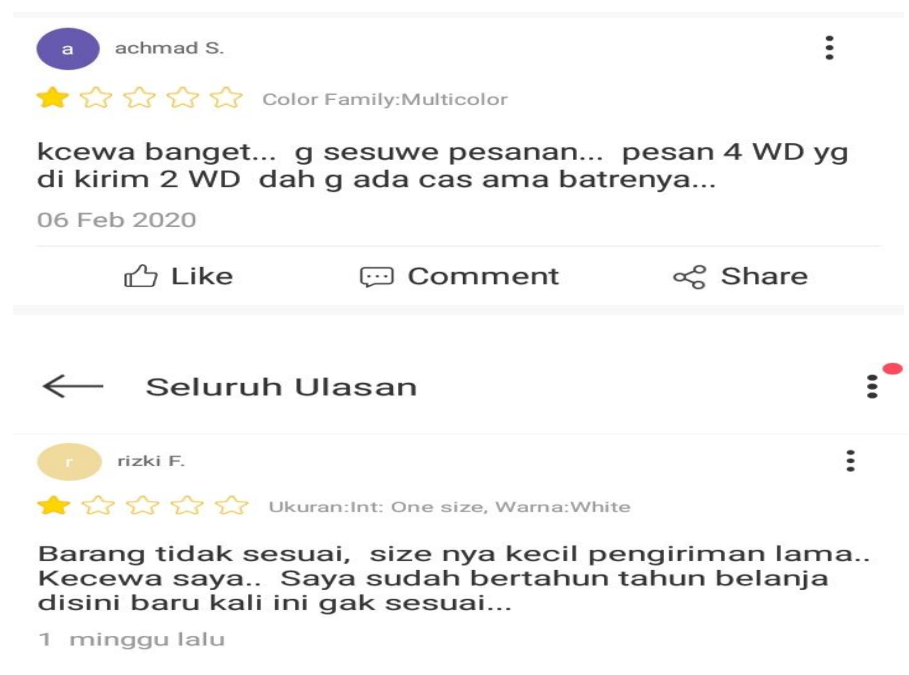 a
achmad S.
Color Family:Multicolor
kcewa banget... g sesuwe pesanan... pesan 4 WD yg
di kirim 2 WD dah g ada cas ama batrenya...
06 Feb 2020
Like Comment Share
Seluruh Ulasan
r
rizki F.
Ukuran:Int: One size, Warna:White
Barang tidak sesuai, size nya kecil pengiriman lama..
Kecewa saya.. Saya sudah bertahun tahun belanja
disini baru kali ini gak sesuai...
1 minggu lalu